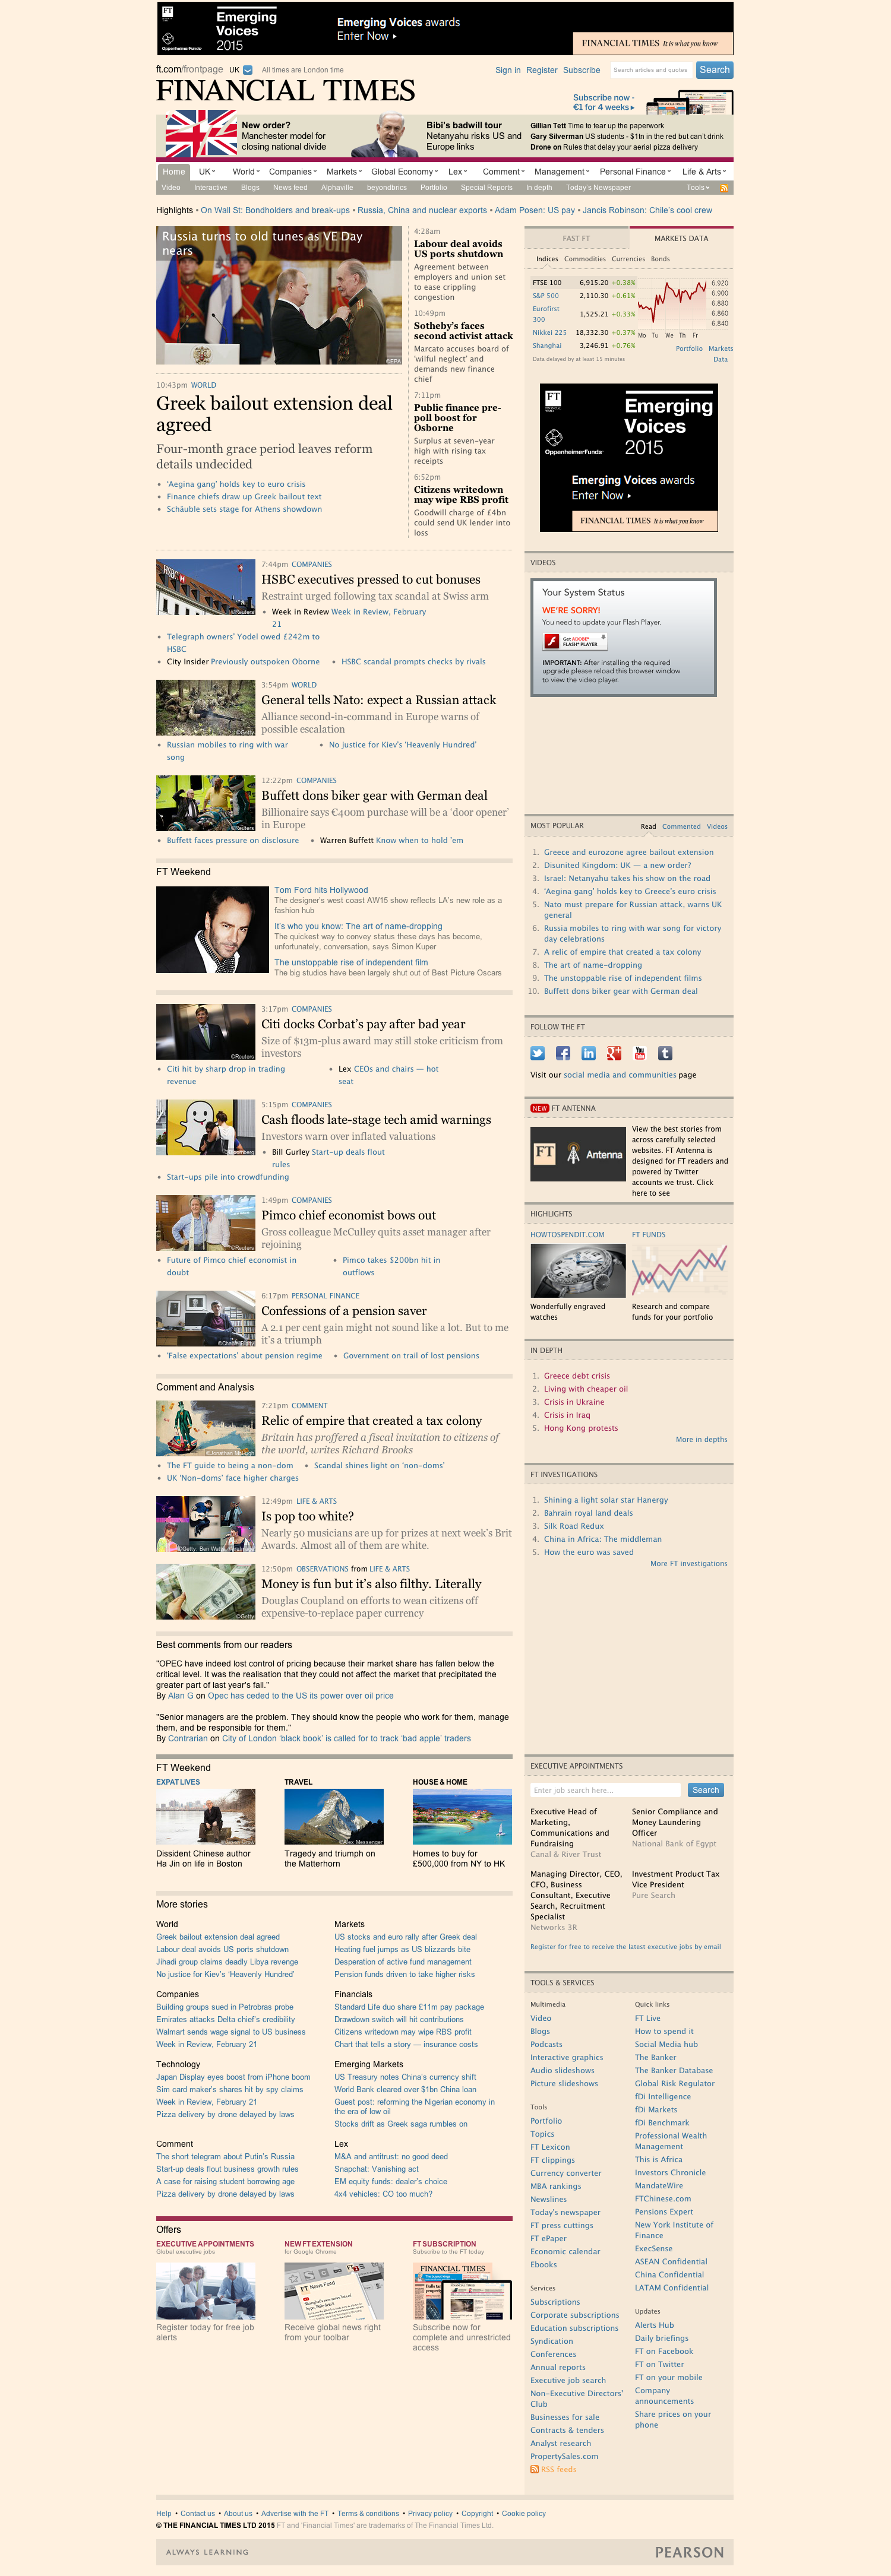 FT
OppenheimerFunds
Emerging
Voices
2015
Emerging Voices awards
Enter Now
FINANCIAL TIMES It is what you know
ft.com/frontpage UK All times are London time
Sign in Register Subscribe
Search articles and quotes Search
FINANCIAL TIMES
Subscribe now -
€1 for 4 weeks
New order?
Manchester model for
closing national divide
Bibi's badwill tour
Netanyahu risks US and
Europe links
Gillian Tett Time to tear up the paperwork
Gary Silverman US students - $1tn in the red but can't drink
Drone on Rules that delay your aerial pizza delivery
Home UK World Companies Markets Global Economy Lex Comment Management Personal Finance Life & Arts
Video Interactive Blogs News feed Alphaville beyondbrics Portfolio Special Reports In depth Today's Newspaper Tools
Highlights • On Wall St: Bondholders and break-ups • Russia, China and nuclear exports • Adam Posen: US pay • Jancis Robinson: Chile's cool crew
Russia turns to old tunes as VE Day
nears
©EPA
10:43pm WORLD
Greek bailout extension deal
agreed
Four-month grace period leaves reform
details undecided
• 'Aegina gang' holds key to euro crisis
• Finance chiefs draw up Greek bailout text
• Schäuble sets stage for Athens showdown
4:28am
Labour deal avoids
US ports shutdown
Agreement between
employers and union set
to ease crippling
congestion
10:49pm
Sotheby's faces
second activist attack
Marcato accuses board of
'wilful neglect' and
demands new finance
chief
7:11pm
Public finance pre-
poll boost for
Osborne
Surplus at seven-year
high with rising tax
receipts
6:52pm
Citizens writedown
may wipe RBS profit
Goodwill charge of £4bn
could send UK lender into
loss
FAST FT MARKETS DATA
Indices Commodities Currencies Bonds
FTSE 100 6,915.20 +0.38%
S&P 500 2,110.30 +0.61%
Eurofirst
300 1,525.21 +0.33%
Nikkei 225 18,332.30 +0.37%
Shanghai 3,246.91 +0.76%
6,920
6,900
6,880
6,860
6,840
Mo Tu We Th Fr
Data delayed by at least 15 minutes
Portfolio Markets
Data
FT
OppenheimerFunds
Emerging
Voices
2015
Emerging Voices awards
Enter Now
FINANCIAL TIMES It is what you know
7:44pm COMPANIES
HSBC executives pressed to cut bonuses
Restraint urged following tax scandal at Swiss arm
HSBC
©Reuters
• Week in Review Week in Review, February
21
• Telegraph owners' Yodel owed £242m to
HSBC
• City Insider Previously outspoken Oborne • HSBC scandal prompts checks by rivals
3:54pm WORLD
General tells Nato: expect a Russian attack
Alliance second-in-command in Europe warns of
possible escalation
©Getty
• Russian mobiles to ring with war
song
• No justice for Kiev's 'Heavenly Hundred'
12:22pm COMPANIES
Buffett dons biker gear with German deal
Billionaire says €400m purchase will be a 'door opener'
in Europe
©Reuters
• Buffett faces pressure on disclosure • Warren Buffett Know when to hold 'em
VIDEOS
Your System Status
WE'RE SORRY!
You need to update your Flash Player.
Get ADOBE®
FLASH® PLAYER
IMPORTANT: After installing the required
upgrade please reload this browser window
to view the video player.
FT Weekend
Tom Ford hits Hollywood
The designer's west coast AW15 show reflects LA's new role as a
fashion hub
It's who you know: The art of name-dropping
The quickest way to convey status these days has become,
unfortunately, conversation, says Simon Kuper
The unstoppable rise of independent film
The big studios have been largely shut out of Best Picture Oscars
MOST POPULAR Read Commented Videos
1. Greece and eurozone agree bailout extension
2. Disunited Kingdom: UK — a new order?
3. Israel: Netanyahu takes his show on the road
4. 'Aegina gang' holds key to Greece's euro crisis
5. Nato must prepare for Russian attack, warns UK
general
6. Russia mobiles to ring with war song for victory
day celebrations
7. A relic of empire that created a tax colony
8. The art of name-dropping
9. The unstoppable rise of independent films
10. Buffett dons biker gear with German deal
3:17pm COMPANIES
Citi docks Corbat's pay after bad year
Size of $13m-plus award may still stoke criticism from
investors
©Reuters
• Citi hit by sharp drop in trading
revenue
• Lex CEOs and chairs — hot
seat
5:15pm COMPANIES
Cash floods late-stage tech amid warnings
Investors warn over inflated valuations
• Bill Gurley Start-up deals flout
rules
• Start-ups pile into crowdfunding
1:49pm COMPANIES
Pimco chief economist bows out
Gross colleague McCulley quits asset manager after
rejoining
©Reuters
• Future of Pimco chief economist in
doubt
• Pimco takes $200bn hit in
outflows
6:17pm PERSONAL FINANCE
Confessions of a pension saver
A 2.1 per cent gain might not sound like a lot. But to me
it's a triumph
• 'False expectations' about pension regime • Government on trail of lost pensions
FOLLOW THE FT
Visit our social media and communities page
NEW FT ANTENNA
FT Antenna
View the best stories from
across carefully selected
websites. FT Antenna is
designed for FT readers and
powered by Twitter
accounts we trust. Click
here to see
HIGHLIGHTS
HOWTOSPENDIT.COM FT FUNDS
Wonderfully engraved
watches
Research and compare
funds for your portfolio
IN DEPTH
1. Greece debt crisis
2. Living with cheaper oil
3. Crisis in Ukraine
4. Crisis in Iraq
5. Hong Kong protests
More in depths
Comment and Analysis
7:21pm COMMENT
Relic of empire that created a tax colony
Britain has proffered a fiscal invitation to citizens of
the world, writes Richard Brooks
• The FT guide to being a non-dom • Scandal shines light on 'non-doms'
• UK 'Non-doms' face higher charges
12:49pm LIFE & ARTS
Is pop too white?
Nearly 50 musicians are up for prizes at next week's Brit
Awards. Almost all of them are white.
12:50pm OBSERVATIONS from LIFE & ARTS
Money is fun but it's also filthy. Literally
Douglas Coupland on efforts to wean citizens off
expensive-to-replace paper currency
©Getty
FT INVESTIGATIONS
1. Shining a light solar star Hanergy
2. Bahrain royal land deals
3. Silk Road Redux
4. China in Africa: The middleman
5. How the euro was saved
More FT investigations
Best comments from our readers
"OPEC have indeed lost control of pricing because their market share has fallen below the
critical level. It was the realisation that they could not affect the market that precipitated the
greater part of last year's fall."
By Alan G on Opec has ceded to the US its power over oil price
"Senior managers are the problem. They should know the people who work for them, manage
them, and be responsible for them."
By Contrarian on City of London 'black book' is called for to track 'bad apple' traders
FT Weekend
EXPAT LIVES
Dissident Chinese author
Ha Jin on life in Boston
TRAVEL
©Alex Messenger
Tragedy and triumph on
the Matterhorn
HOUSE & HOME
Homes to buy for
£500,000 from NY to HK
EXECUTIVE APPOINTMENTS
Enter job search here... Search
Executive Head of
Marketing,
Communications and
Fundraising
Canal & River Trust
Senior Compliance and
Money Laundering
Officer
National Bank of Egypt
Managing Director, CEO,
CFO, Business
Consultant, Executive
Search, Recruitment
Specialist
Networks 3R
Investment Product Tax
Vice President
Pure Search
Register for free to receive the latest executive jobs by email
More stories
World
Greek bailout extension deal agreed
Labour deal avoids US ports shutdown
Jihadi group claims deadly Libya revenge
No justice for Kiev's 'Heavenly Hundred'
Markets
US stocks and euro rally after Greek deal
Heating fuel jumps as US blizzards bite
Desperation of active fund management
Pension funds driven to take higher risks
Companies
Building groups sued in Petrobras probe
Emirates attacks Delta chief's credibility
Walmart sends wage signal to US business
Week in Review, February 21
Financials
Standard Life duo share £11m pay package
Drawdown switch will hit contributions
Citizens writedown may wipe RBS profit
Chart that tells a story — insurance costs
Technology
Japan Display eyes boost from iPhone boom
Sim card maker's shares hit by spy claims
Week in Review, February 21
Pizza delivery by drone delayed by laws
Emerging Markets
US Treasury notes China's currency shift
World Bank cleared over $1bn China loan
Guest post: reforming the Nigerian economy in
the era of low oil
Stocks drift as Greek saga rumbles on
Comment
The short telegram about Putin's Russia
Start-up deals flout business growth rules
A case for raising student borrowing age
Pizza delivery by drone delayed by laws
Lex
M&A and antitrust: no good deed
Snapchat: Vanishing act
EM equity funds: dealer's choice
4x4 vehicles: CO too much?
Offers
EXECUTIVE APPOINTMENTS
Global executive jobs
Register today for free job
alerts
NEW FT EXTENSION
for Google Chrome
FT News Feed
Receive global news right
from your toolbar
FT SUBSCRIPTION
Subscribe to the FT today
FINANCIAL TIMES
Subscribe now for
complete and unrestricted
access
TOOLS & SERVICES
Multimedia
Video
Blogs
Podcasts
Interactive graphics
Audio slideshows
Picture slideshows
Tools
Portfolio
Topics
FT Lexicon
FT clippings
Currency converter
MBA rankings
Newslines
Today's newspaper
FT press cuttings
FT ePaper
Economic calendar
Ebooks
Services
Subscriptions
Corporate subscriptions
Education subscriptions
Syndication
Conferences
Annual reports
Executive job search
Non-Executive Directors'
Club
Businesses for sale
Contracts & tenders
Analyst research
PropertySales.com
RSS feeds
Quick links
FT Live
How to spend it
Social Media hub
The Banker
The Banker Database
Global Risk Regulator
fDi Intelligence
fDi Markets
fDi Benchmark
Professional Wealth
Management
This is Africa
Investors Chronicle
MandateWire
FTChinese.com
Pensions Expert
New York Institute of
Finance
ExecSense
ASEAN Confidential
China Confidential
LATAM Confidential
Updates
Alerts Hub
Daily briefings
FT on Facebook
FT on Twitter
FT on your mobile
Company
announcements
Share prices on your
phone
Help • Contact us • About us • Advertise with the FT • Terms & conditions • Privacy policy • Copyright • Cookie policy
© THE FINANCIAL TIMES LTD 2015 FT and 'Financial Times' are trademarks of The Financial Times Ltd.
ALWAYS LEARNING PEARSON